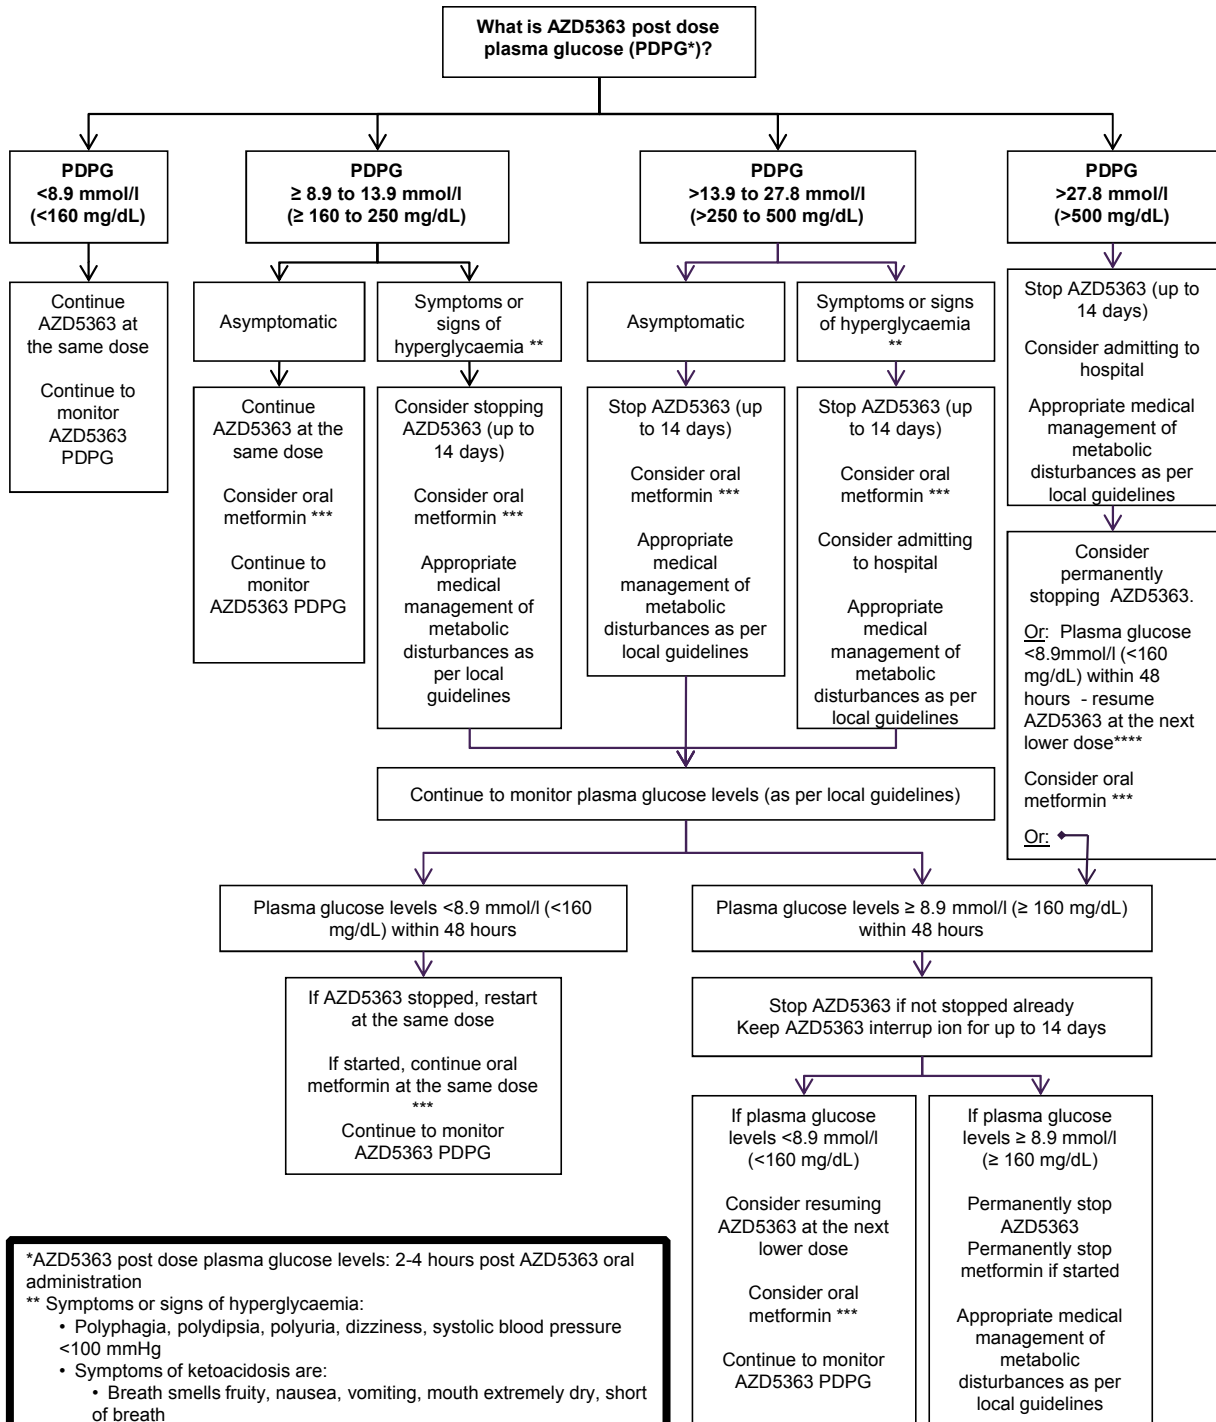 What is AZD5363 post dose
plasma glucose (PDPG*)?
PDPG
<8.9 mmol/l
(<160 mg/dL)
PDPG
≥ 8.9 to 13.9 mmol/l
(≥ 160 to 250 mg/dL)
PDPG
>13.9 to 27.8 mmol/l
(>250 to 500 mg/dL)
PDPG
>27.8 mmol/l
(>500 mg/dL)
Continue
AZD5363 at
the same dose
Continue to
monitor
AZD5363
PDPG
Asymptomatic
Symptoms or
signs of
hyperglycaemia **
Asymptomatic
Symptoms or signs
of hyperglycaemia
**
Stop AZD5363 (up to
14 days)
Consider admitting to
hospital
Appropriate medical
management of
metabolic
disturbances as per
local guidelines
Continue
AZD5363 at the
same dose
Consider oral
metformin ***
Continue to
monitor
AZD5363 PDPG
Consider stopping
AZD5363 (up to
14 days)
Consider oral
metformin ***
Appropriate
medical
management of
metabolic
disturbances as
per local
guidelines
Stop AZD5363 (up
to 14 days)
Consider oral
metformin ***
Appropriate
medical
management of
metabolic
disturbances as per
local guidelines
Stop AZD5363 (up
to 14 days)
Consider oral
metformin ***
Consider admitting
to hospital
Appropriate
medical
management of
metabolic
disturbances as per
local guidelines
Consider
permanently
stopping AZD5363.
Or: Plasma glucose
<8.9mmol/l (<160
mg/dL) within 48
hours - resume
AZD5363 at the next
lower dose****
Consider oral
metformin ***
Or:
Continue to monitor plasma glucose levels (as per local guidelines)
Plasma glucose levels <8.9 mmol/l (<160
mg/dL) within 48 hours
Plasma glucose levels ≥ 8.9 mmol/l (≥ 160 mg/dL)
within 48 hours
If AZD5363 stopped, restart
at the same dose
If started, continue oral
metformin at the same dose
***
Continue to monitor
AZD5363 PDPG
Stop AZD5363 if not stopped already
Keep AZD5363 interrup ion for up to 14 days
If plasma glucose
levels <8.9 mmol/l
(<160 mg/dL)
Consider resuming
AZD5363 at the next
lower dose
Consider oral
metformin ***
Continue to monitor
AZD5363 PDPG
If plasma glucose
levels ≥ 8.9 mmol/l
(≥ 160 mg/dL)
Permanently stop
AZD5363
Permanently stop
metformin if started
Appropriate medical
management of
metabolic
disturbances as per
local guidelines
*AZD5363 post dose plasma glucose levels: 2-4 hours post AZD5363 oral
administration
** Symptoms or signs of hyperglycaemia:
• Polyphagia, polydipsia, polyuria, dizziness, systolic blood pressure
<100 mmHg
• Symptoms of ketoacidosis are:
• Breath smells fruity, nausea, vomiting, mouth extremely dry, short
of breath